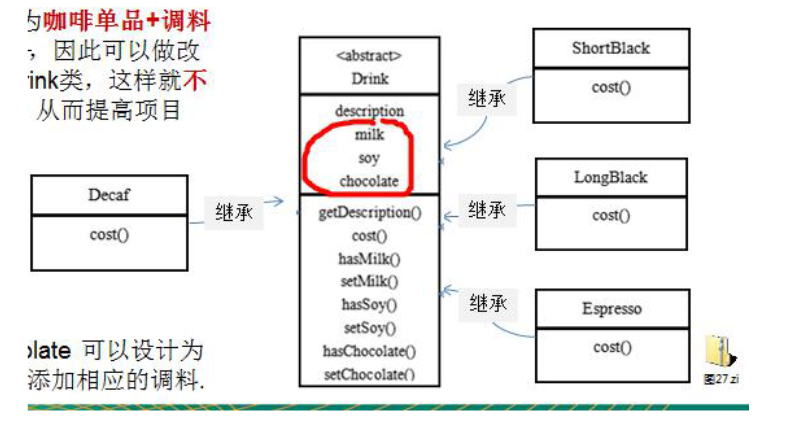 为咖啡单品+调料
,因此可以做改
rink类，这样就不
从而提高项目
Decaf
cost()
继承
<abstract>
Drink
description
milk
soy
chocolate
getDescription()
cost()
hasMilk()
setMilk()
hasSoy()
setSoy()
hasChocolate()
setChocolate()
继承
ShortBlack
cost()
继承
LongBlack
cost()
继承
Espresso
cost()
olate 可以设计为
添加相应的调料.
图27.zi